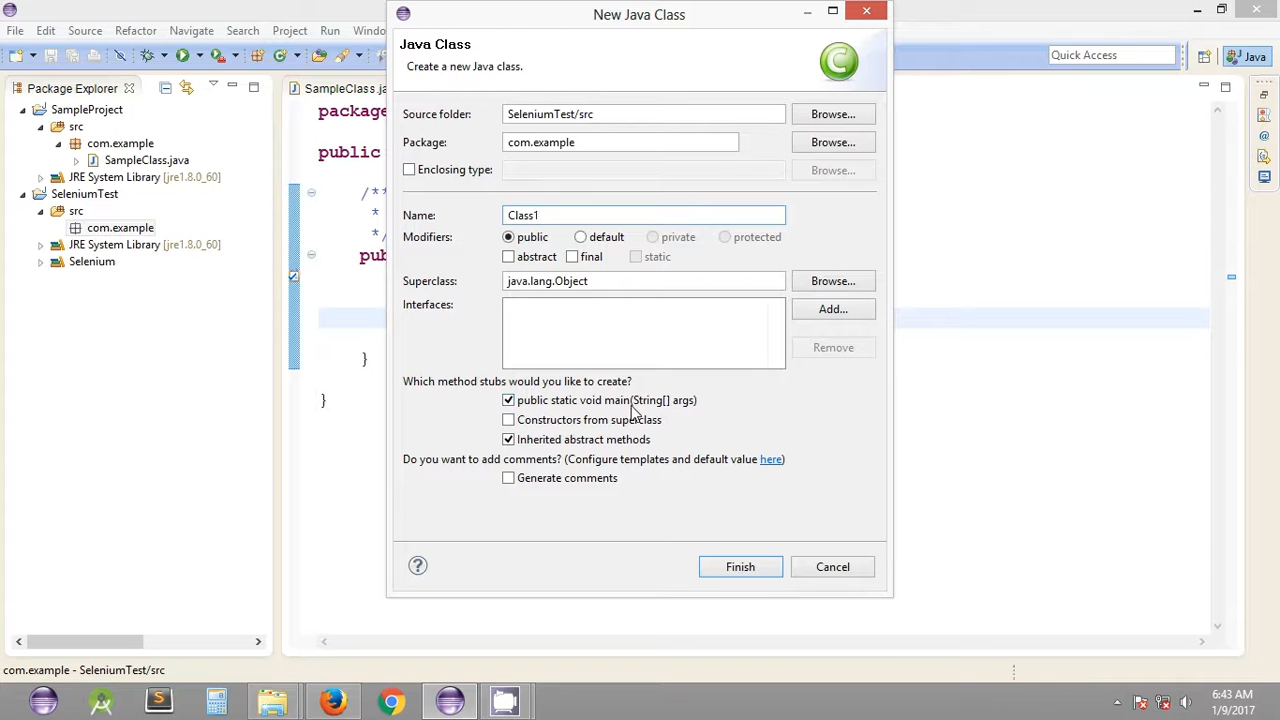 New Java Class
File Edit Source Refactor Navigate Search Project Run Windo
Java Class
Create a new Java class.
Quick Access
Java
Package Explorer
SampleProject
src
com.example
SampleClass.java
JRE System Library [jre1.8.0_60]
SeleniumTest
src
com.example
JRE System Library [jre1.8.0_60]
Selenium
SampleClass.ja
package
public
/**
*
*/
pub
}
}
Source folder: SeleniumTest/src Browse...
Package: com.example Browse...
Enclosing type: Browse...
Name: Class1
Modifiers: public default private protected
abstract final static
Superclass: java.lang.Object Browse...
Interfaces: Add...
Remove
Which method stubs would you like to create?
public static void main(String[] args)
Constructors from superclass
Inherited abstract methods
Do you want to add comments? (Configure templates and default value here)
Generate comments
Finish Cancel
com.example - SeleniumTest/src
6:43 AM
1/9/2017